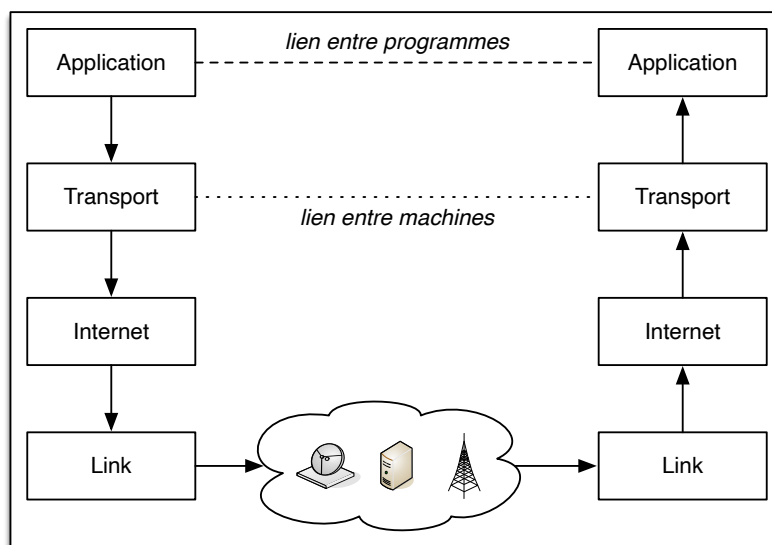 lien entre programmes
Application
Application
Transport
Transport
lien entre machines
Internet
Internet
Link
Link